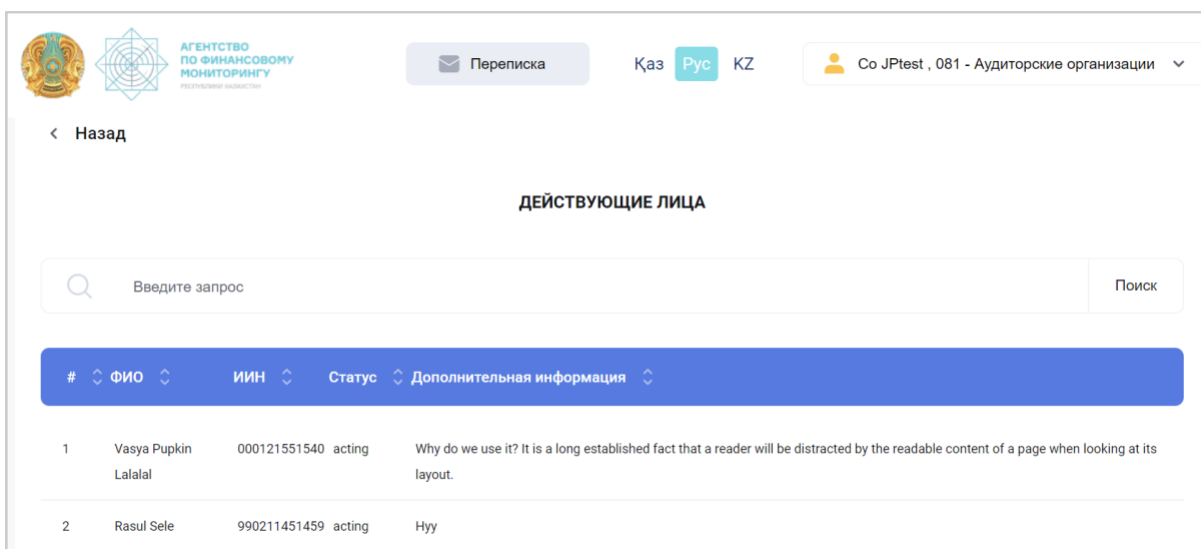 АГЕНТСТВО
ПО ФИНАНСОВОМУ
МОНИТОРИНГУ
РЕСПУБЛИКИ КАЗАХСТАН
Переписка
Қаз Рус KZ
Co JPtest , 081 - Аудиторские организации
Назад
ДЕЙСТВУЮЩИЕ ЛИЦА
Введите запрос
Поиск
# ФИО ИИН Статус Дополнительная информация
1 Vasya Pupkin 000121551540 acting Why do we use it? It is a long established fact that a reader will be distracted by the readable content of a page when looking at its
Lalalal layout.
2 Rasul Sele 990211451459 acting Нуу